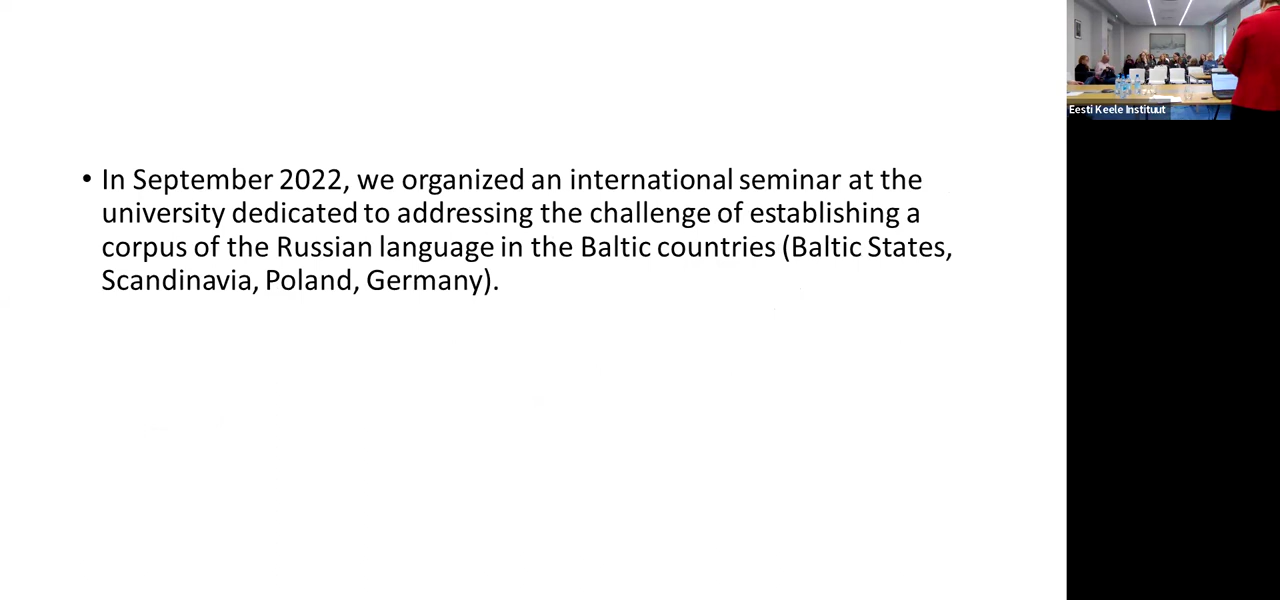 • In September 2022, we organized an international seminar at the
university dedicated to addressing the challenge of establishing a
corpus of the Russian language in the Baltic countries (Baltic States,
Scandinavia, Poland, Germany).
Eesti Keele Instituut